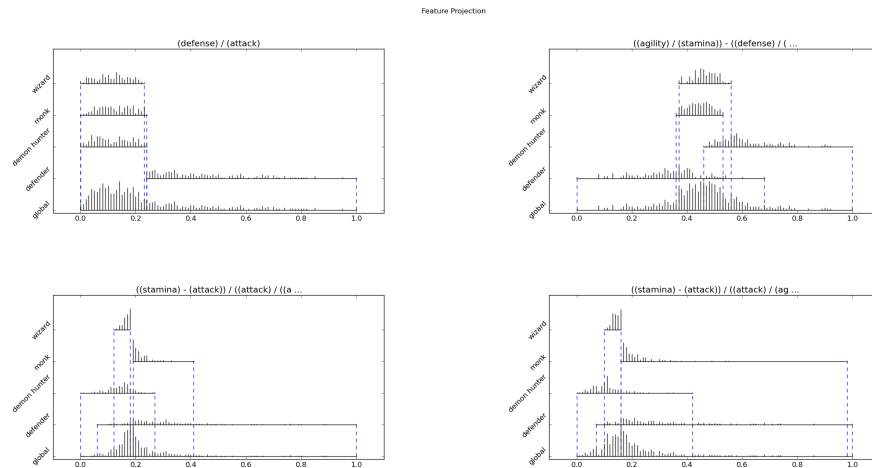 Feature Projection
(defense) / (attack)
wizard
monk
demon hunter
defender
global
0.0 0.2 0.4 0.6 0.8 1.0
((agility) / (stamina)) - ((defense) / ( ...
wizard
monk
demon hunter
defender
global
0.0 0.2 0.4 0.6 0.8 1.0
((stamina) - (attack)) / ((attack) / ((a ...
wizard
monk
demon hunter
defender
global
0.0 0.2 0.4 0.6 0.8 1.0
((stamina) - (attack)) / ((attack) / (ag ...
wizard
monk
demon hunter
defender
global
0.0 0.2 0.4 0.6 0.8 1.0